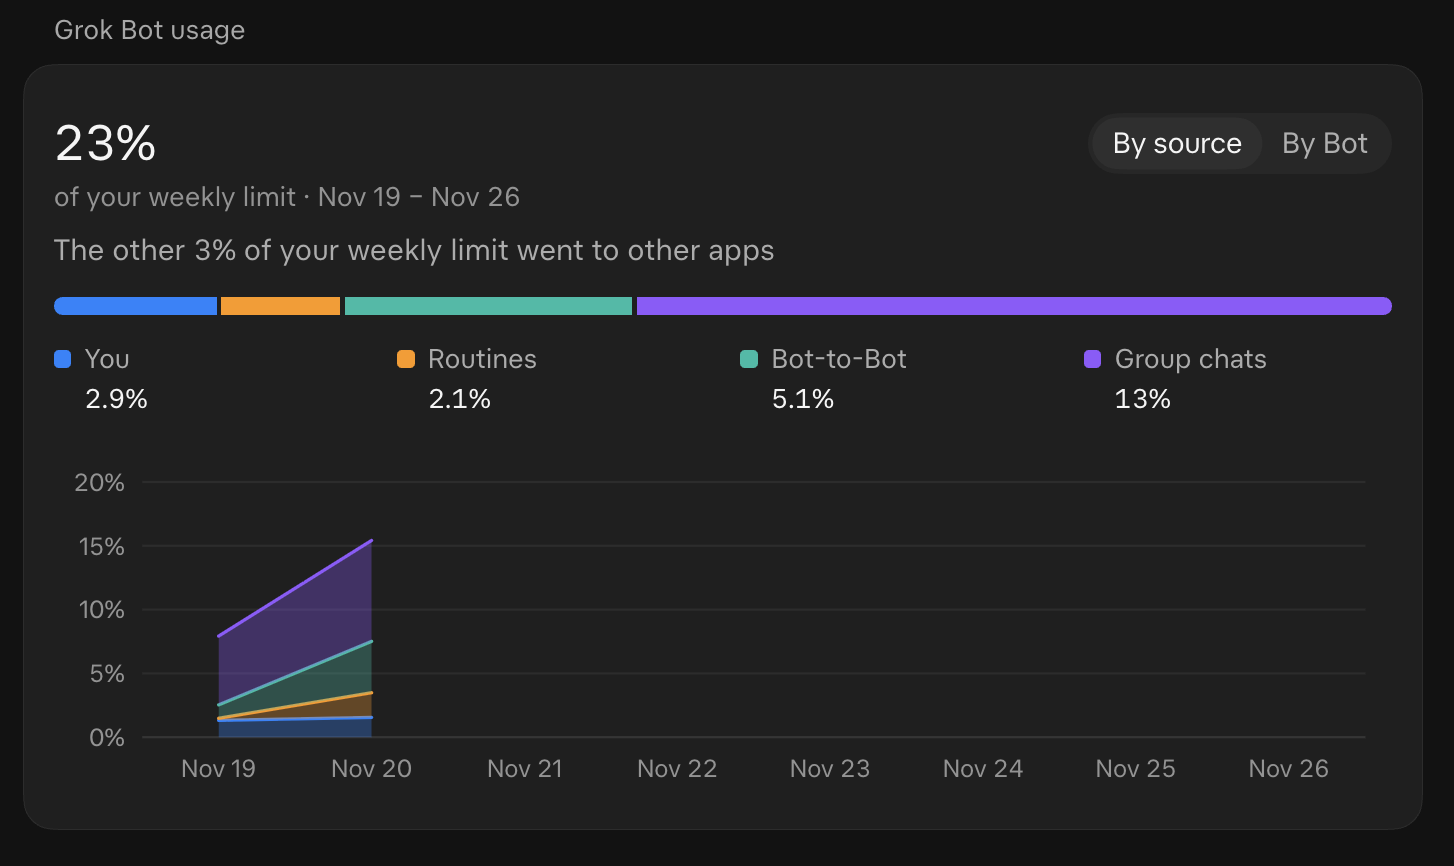 Grok Bot usage
23%
By source
By Bot
of your weekly limit · Nov 19 – Nov 26
The other 3% of your weekly limit went to other apps
You
Routines
Bot-to-Bot
Group chats
2.9%
2.1%
5.1%
13%
20%
15%
10%
5%
0%
Nov 19
Nov 20
Nov 21
Nov 22
Nov 23
Nov 24
Nov 25
Nov 26